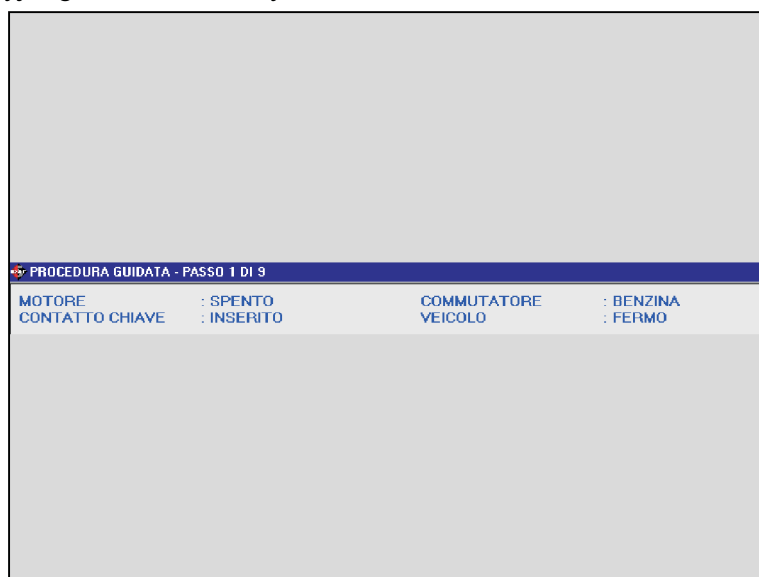 PROCEDURA GUIDATA - PASSO 1 DI 9
MOTORE : SPENTO COMMUTATORE : BENZINA
CONTATTO CHIAVE : INSERITO VEICOLO : FERMO